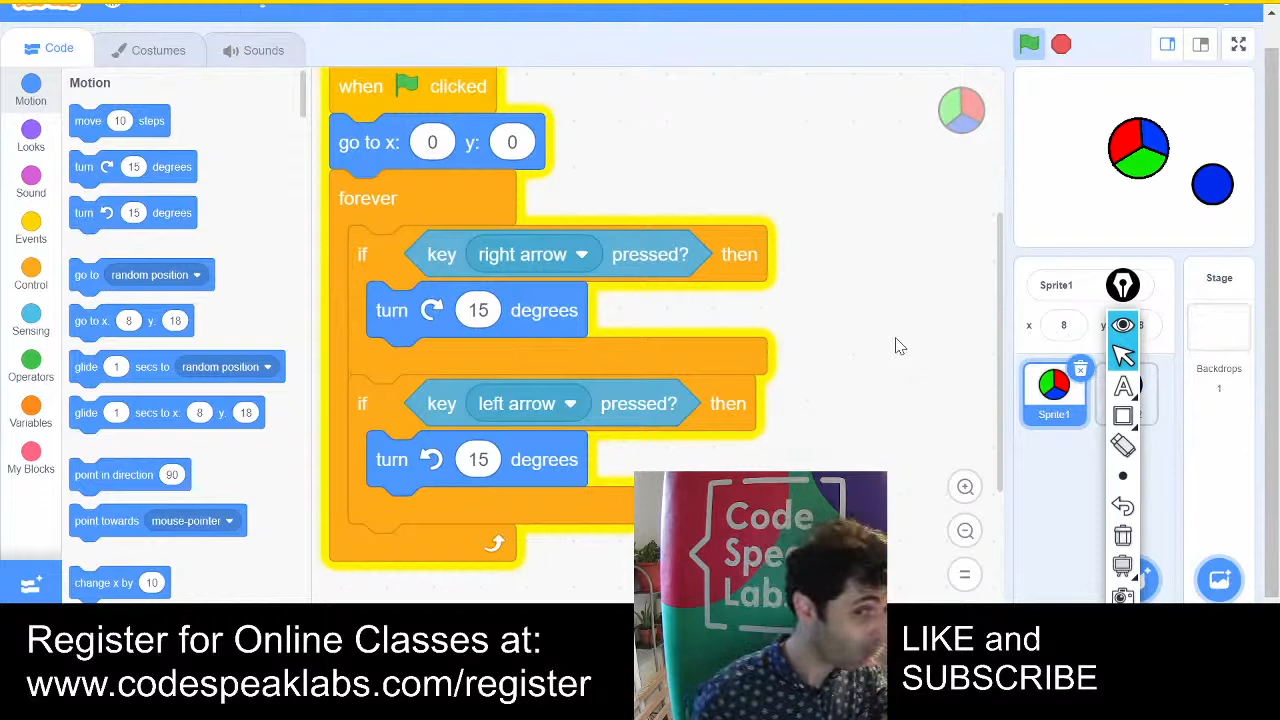 Code
Costumes
Sounds
Motion
Looks
Sound
Events
Control
Sensing
Operators
Variables
My Blocks
Motion
move 10 steps
turn 15 degrees
turn 15 degrees
go to random position
go to x: 8 y: 18
glide 1 secs to random position
glide 1 secs to x: 8 y: 18
point in direction 90
point towards mouse-pointer
change x by 10
when clicked
go to x: 0 y: 0
forever
if key right arrow pressed? then
turn 15 degrees
if key left arrow pressed? then
turn 15 degrees
Sprite1
x 8 y
Sprite1
Stage
Backdrops
1
A
Code
Labs
Register for Online Classes at:
www.codespeaklabs.com/register
LIKE and
SUBSCRIBE